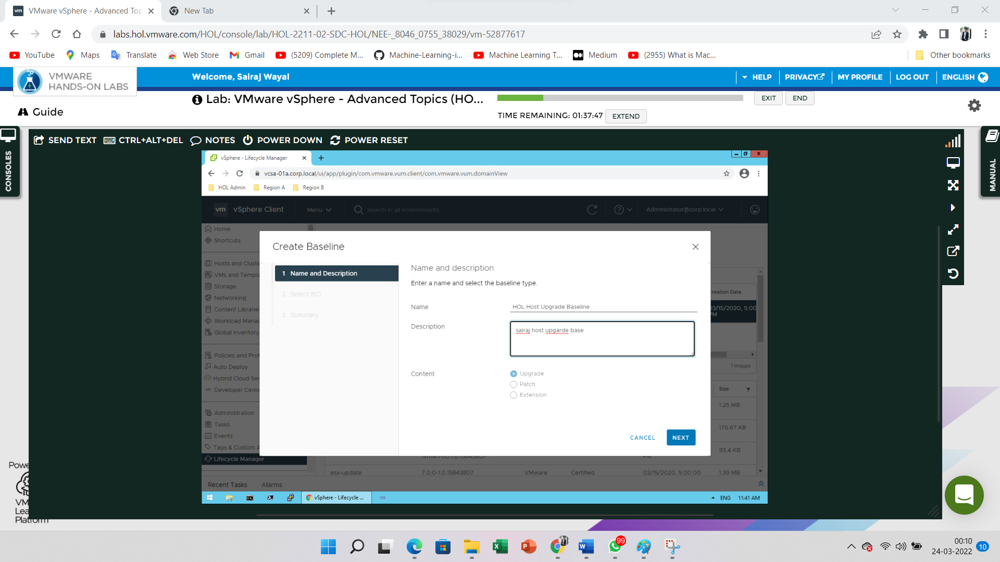 VMware vSphere - Advanced Top
New Tab
labs.hol.vmware.com/HOL/console/lab/HOL-2211-02-SDC-HOL/NEE-_8046_0755_38029/vm-52877617
YouTube Maps Translate Web Store Gmail (5209) Complete M... Machine-Learning-i... Machine Learning T... Medium (2955) What is Mac... Other bookmarks
VMWARE
HANDS-ON LABS
Welcome, Sairaj Wayal
HELP PRIVACY MY PROFILE LOG OUT ENGLISH
Lab: VMware vSphere - Advanced Topics (HO...
EXIT END
Guide
TIME REMAINING: 01:37:47 EXTEND
CONSOLES
MANUAL
SEND TEXT CTRL+ALT+DEL NOTES POWER DOWN POWER RESET
vSphere - Lifecycle Manager
vcsa-01a.corp.local/ui/app/plugin/com.vmware.vum.client/com.vmware.vum.domainView
HOL Admin Region A Region B
vm vSphere Client Menu Search in all environments Administrator@corp.local
Home
Shortcuts
Hosts and Cluste
VMs and Templa
Storage
Networking
Content Librarie
Workload Manag
Global Inventory
Policies and Prof
Auto Deploy
Hybrid Cloud Ser
Developer Cente
Administration
Tasks
Events
Tags & Custom A
Lifecycle Manager
Create Baseline
1 Name and Description
2 Select ISO
3 Summary
Name and description
Enter a name and select the baseline type.
Name HOL Host Upgrade Baseline
Description sairaj host upgarde base
Content Upgrade
Patch
Extension
CANCEL NEXT
reation Date
03/15/2020, 5:00
PM
1 Images
Size
1.25 MB
176.67 KB
93.4 KB
esx-update 7.0.0-1.0.15843807 VMware Certified 03/15/2020, 5:00:00 1.39 MB
Recent Tasks Alarms
vSphere - Lifecycle ...
ENG 11:41 AM
Powe
VM
Lea
Platform
99
00:10
24-03-2022
10